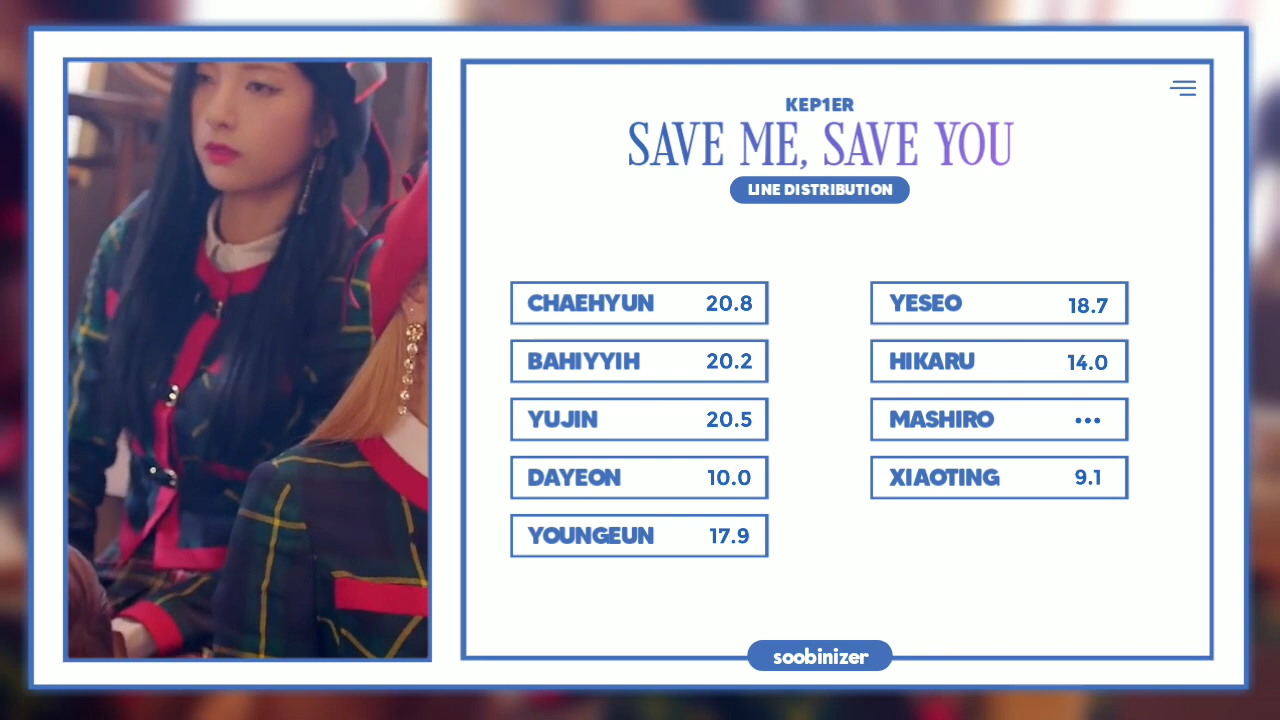 KEP1ER
SAVE ME, SAVE YOU
LINE DISTRIBUTION
CHAEHYUN 20.8
BAHIYYIH 20.2
YUJIN 20.5
DAYEON 10.0
YOUNGEUN 17.9
YESEO 18.7
HIKARU 14.0
MASHIRO •••
XIAOTING 9.1
soobinizer